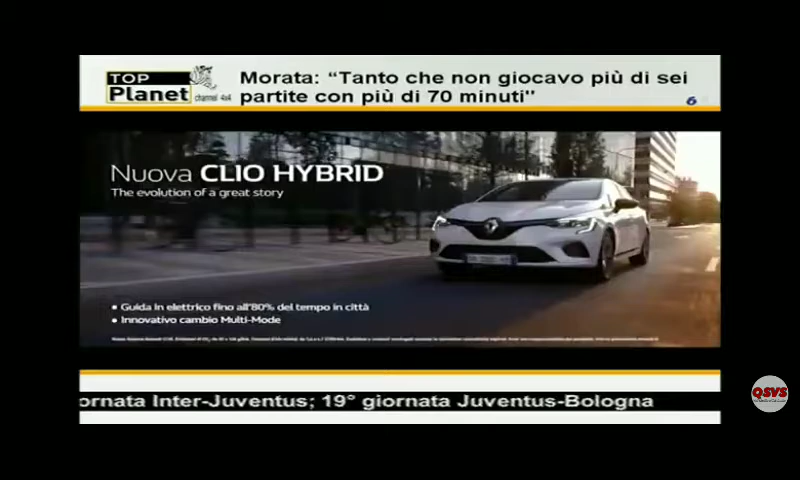 TOP
Planet
channel 4x4
Morata: "Tanto che non giocavo più di sei
partite con più di 70 minuti"
6
Nuova CLIO HYBRID
The evolution of a great story
• Guida in elettrico fino all'80% del tempo in città
• Innovativo cambio Multi-Mode
ornata Inter-Juventus; 19° giornata Juventus-Bologna
QSVS